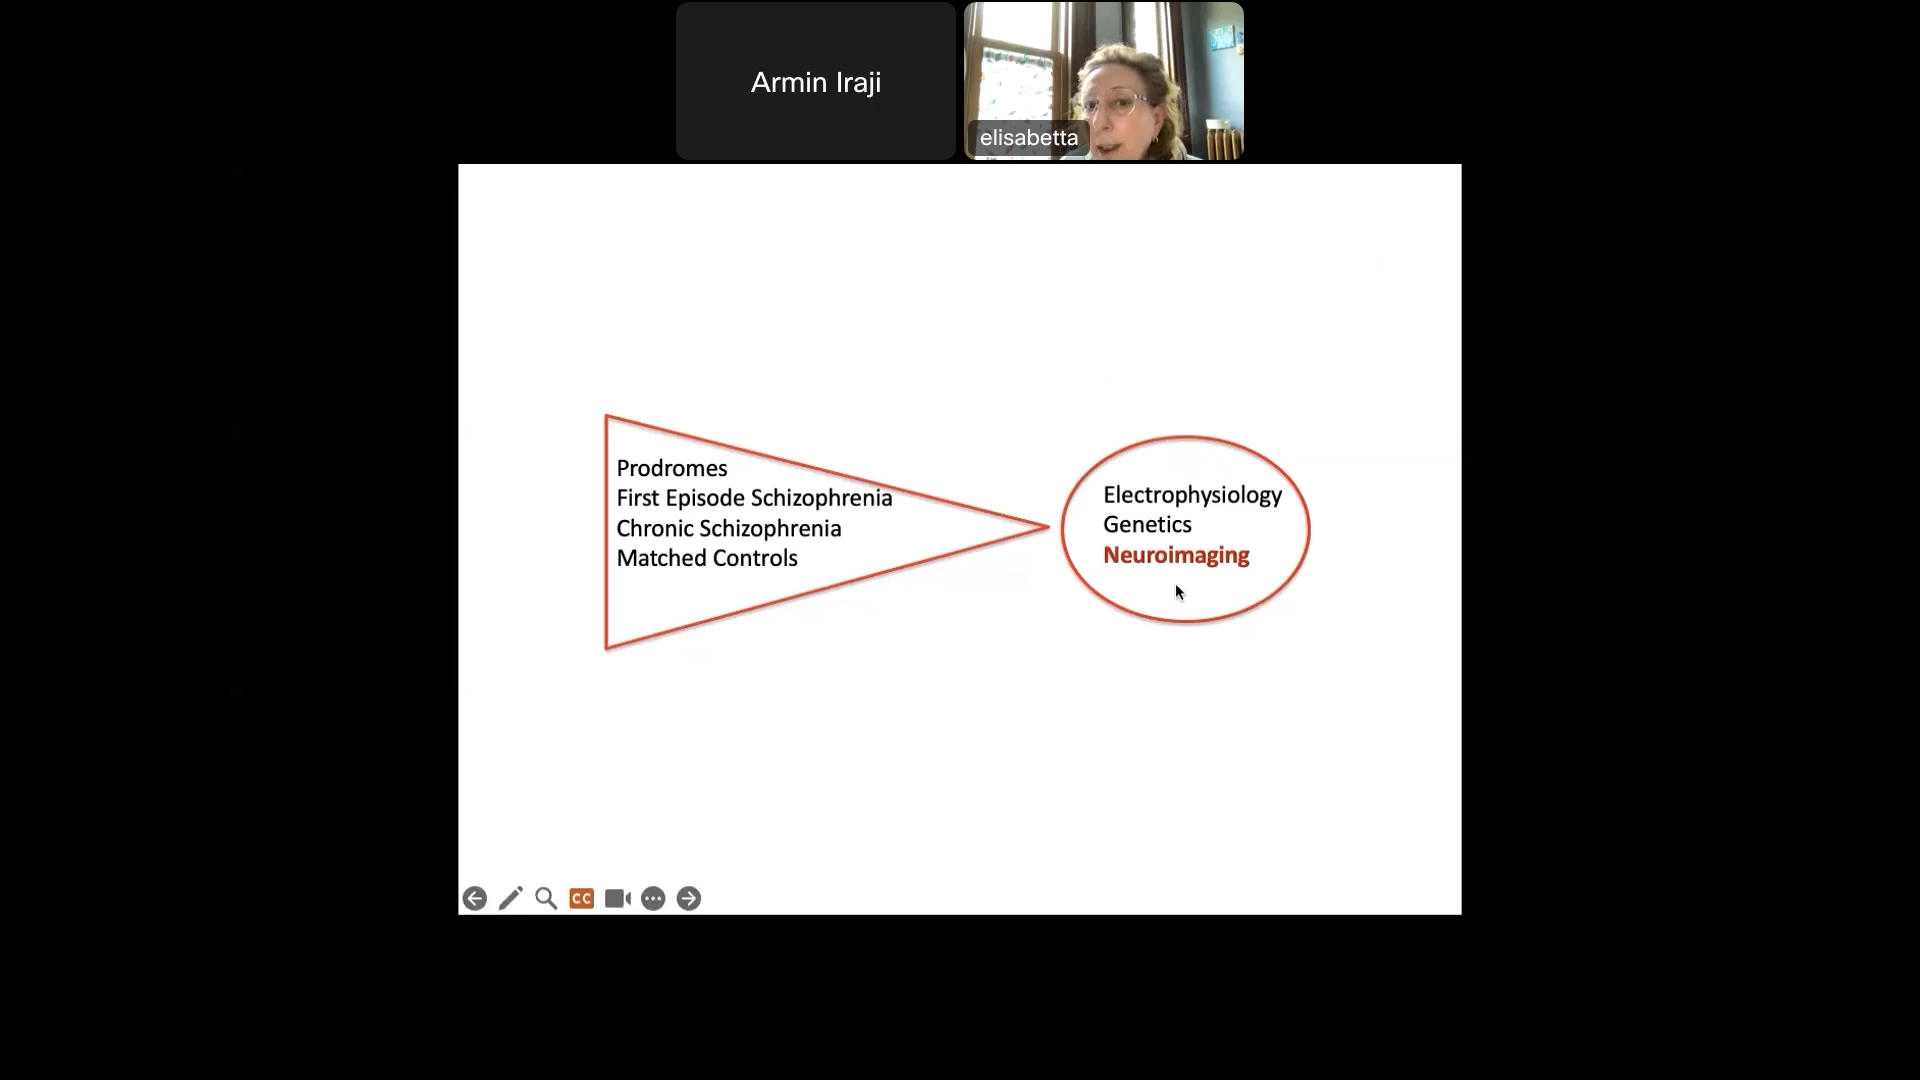 Armin Iraji
elisabetta
Prodromes
First Episode Schizophrenia
Chronic Schizophrenia
Matched Controls
Electrophysiology
Genetics
Neuroimaging
CC